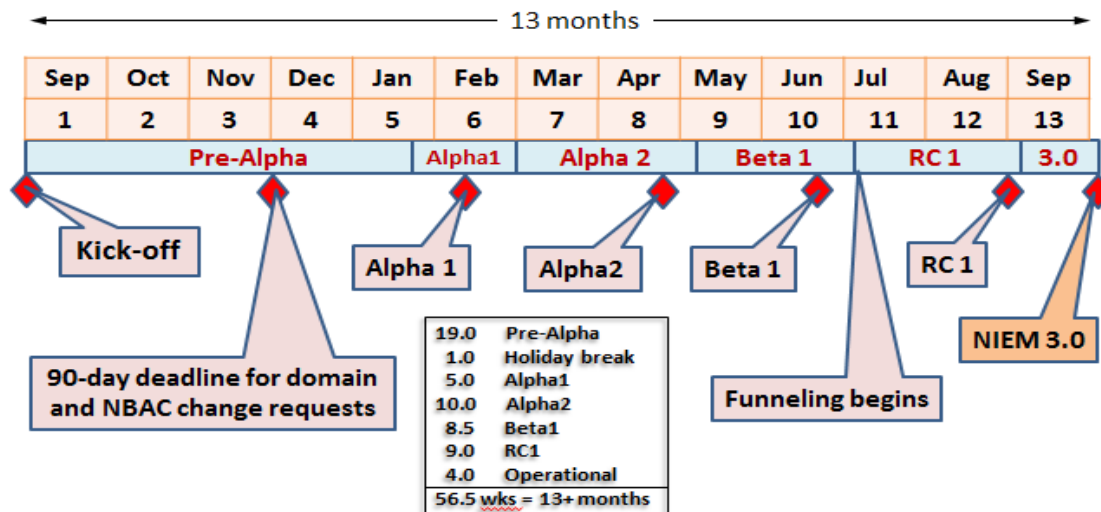 13 months
Sep Oct Nov Dec Jan Feb Mar Apr May Jun Jul Aug Sep
1 2 3 4 5 6 7 8 9 10 11 12 13
Pre-Alpha Alpha1 Alpha 2 Beta 1 RC 1 3.0
Kick-off
Alpha 1
Alpha2
Beta 1
RC 1
NIEM 3.0
90-day deadline for domain
and NBAC change requests
Funneling begins
19.0 Pre-Alpha
1.0 Holiday break
5.0 Alpha1
10.0 Alpha2
8.5 Beta1
9.0 RC1
4.0 Operational
56.5 wks = 13+ months